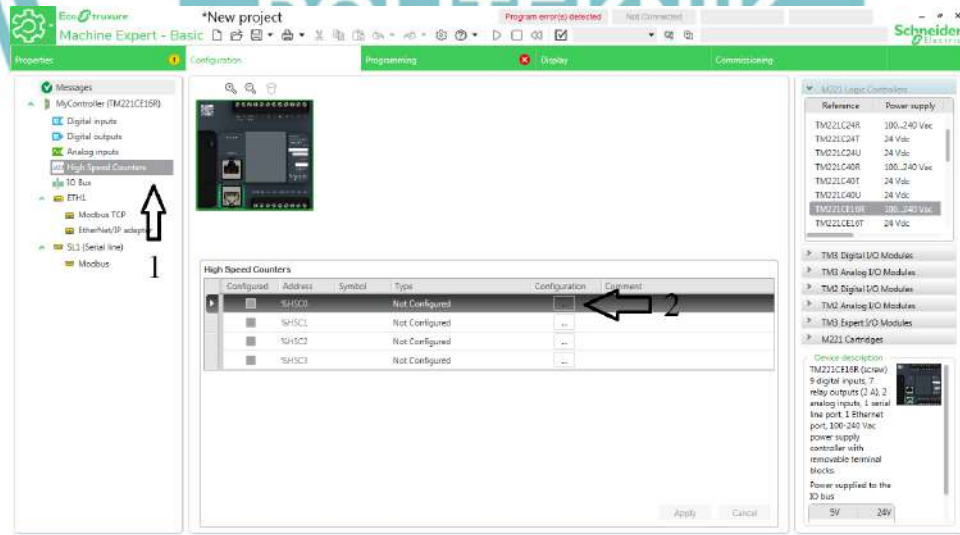 POLITEKNIK
EcoStruxure
Machine Expert - Basic
*New project
Program error(s) detected
Not Connected
Schneider
Electric
Properties
Configuration
Programming
Display
Commissioning
Messages
MyController (TM221CE16R)
Digital inputs
Digital outputs
Analog inputs
High Speed Counters
IO Bus
ETH1
Modbus TCP
EtherNet/IP adapter
SL1 (Serial line)
Modbus
1
High Speed Counters
Configured Address Symbol Type Configuration Comment
%HSC0 Not Configured ...
%HSC1 Not Configured ...
%HSC2 Not Configured ...
%HSC3 Not Configured ...
2
Apply Cancel
M221 Logic Controllers
Reference Power supply
TM221C24R 100...240 Vac
TM221C24T 24 Vdc
TM221C24U 24 Vdc
TM221C40R 100...240 Vac
TM221C40T 24 Vdc
TM221C40U 24 Vdc
TM221CE16R 100...240 Vac
TM221CE16T 24 Vdc
TM3 Digital I/O Modules
TM3 Analog I/O Modules
TM2 Digital I/O Modules
TM2 Analog I/O Modules
TM3 Expert I/O Modules
M221 Cartridges
Device description
TM221CE16R (screw)
9 digital inputs, 7
relay outputs (2 A), 2
analog inputs, 1 serial
line port, 1 Ethernet
port, 100-240 Vac
power supply
controller with
removable terminal
blocks.
Power supplied to the
IO bus
5V 24V